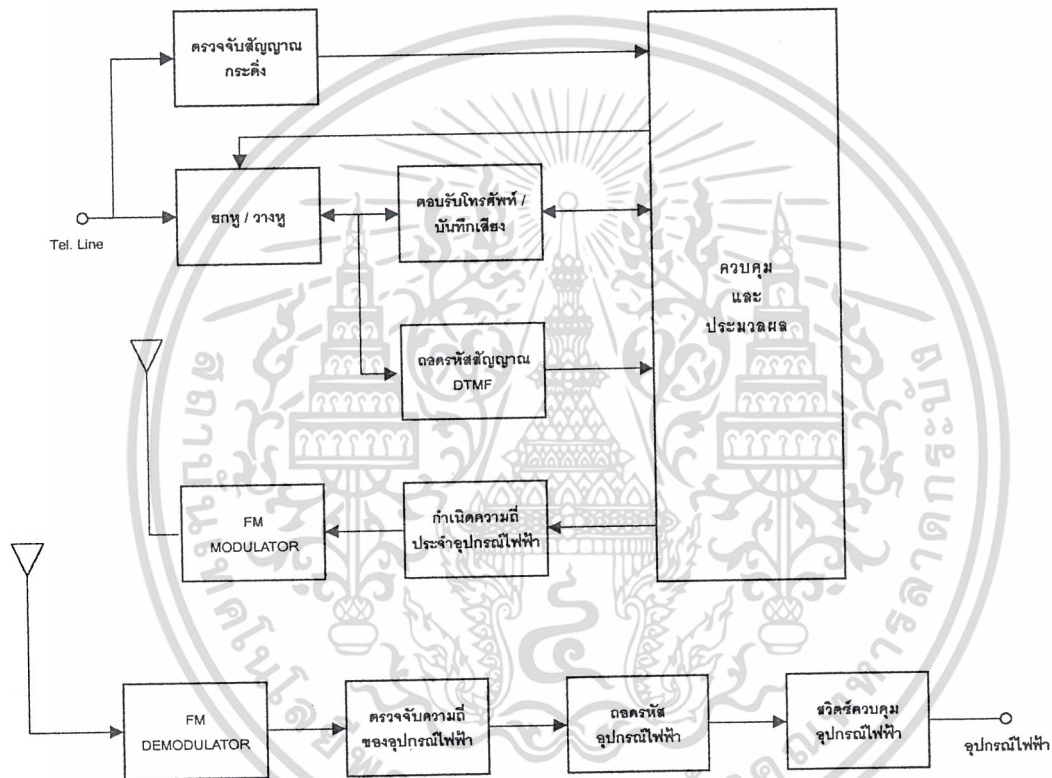 ตรวจจับสัญญาณ
กระดิ่ง
ยกหู / วางหู
Tel. Line
ตอบรับโทรศัพท์ /
บันทึกเสียง
ควบคุม
และ
ประมวลผล
ถอดรหัสสัญญาณ
DTMF
FM
MODULATOR
กำเนิดความถี่
ประจำอุปกรณ์ไฟฟ้า
FM
DEMODULATOR
ตรวจจับความถี่
ของอุปกรณ์ไฟฟ้า
ถอดรหัส
อุปกรณ์ไฟฟ้า
สวิตซ์ควบคุม
อุปกรณ์ไฟฟ้า
อุปกรณ์ไฟฟ้า